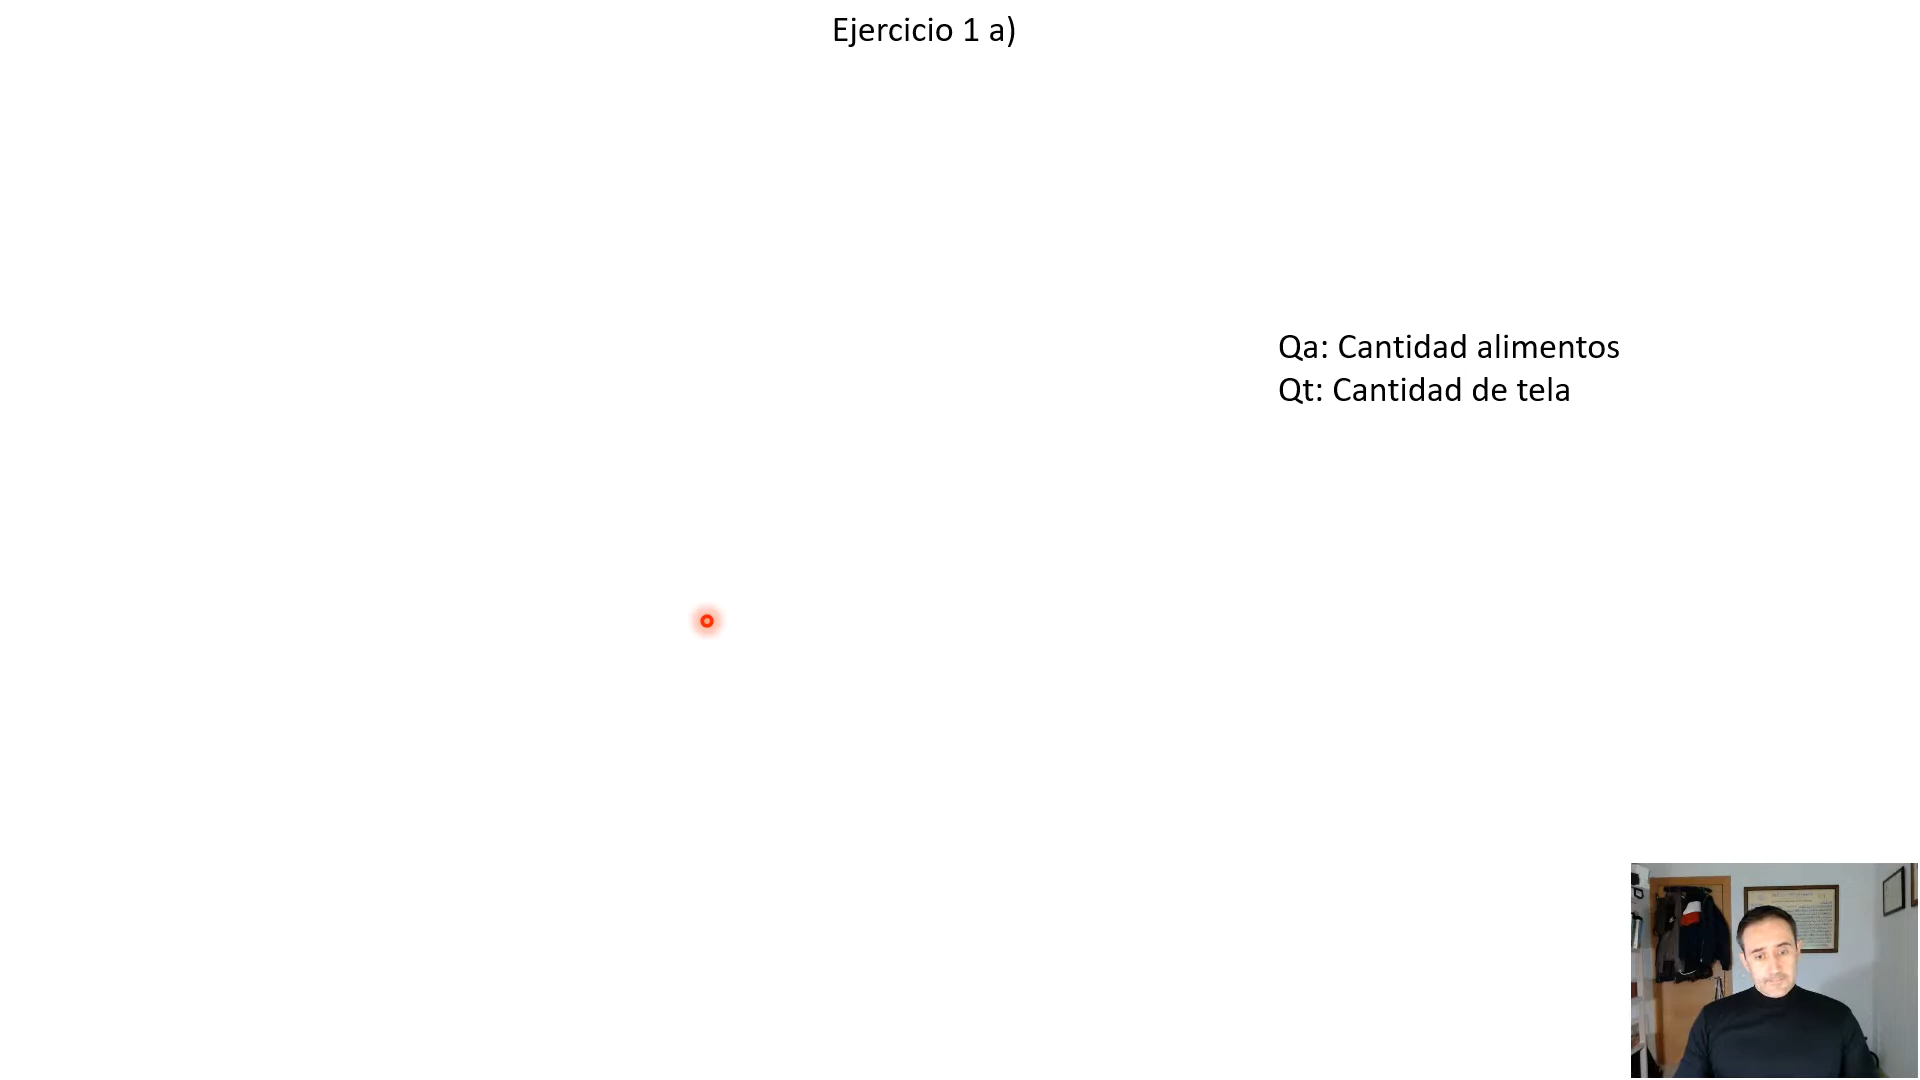 Ejercicio 1 a)
Qa: Cantidad alimentos
Qt: Cantidad de tela